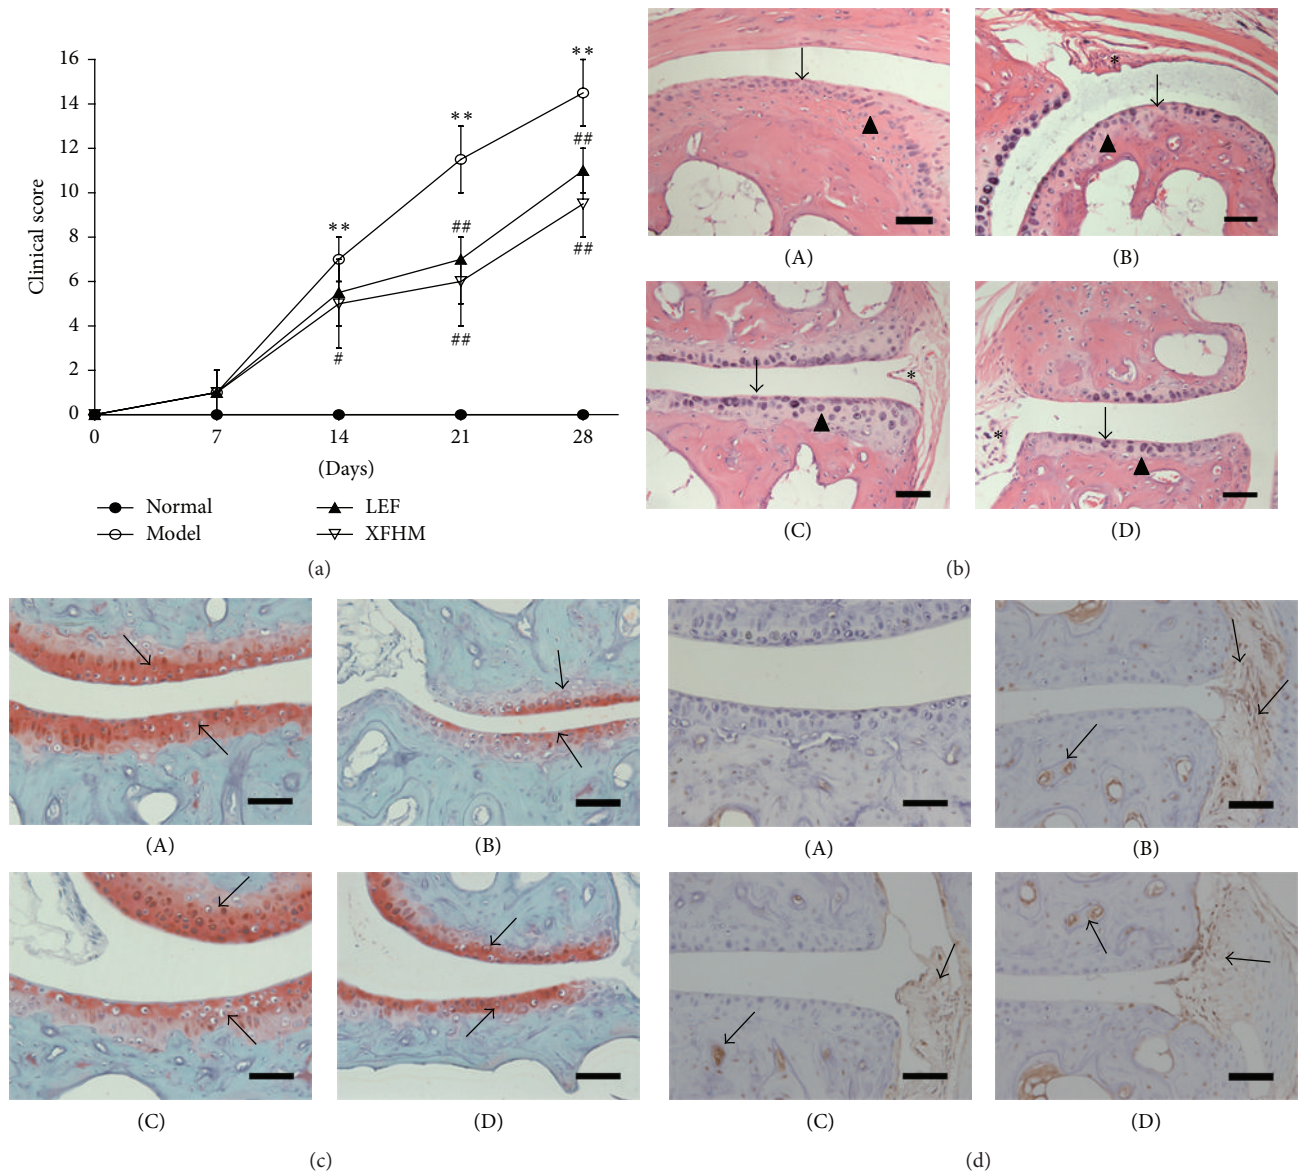 16
14
12
10
8
6
4
2
0
Clinical score
0 7 14 21 28
(Days)
** ** ** **
## ## # ## ##
Normal LEF
Model XFHM
(a)
(A) (B)
* * *
(C) (D)
(b)
(A) (B)
(C) (D)
(c)
(A) (B)
(C) (D)
(d)